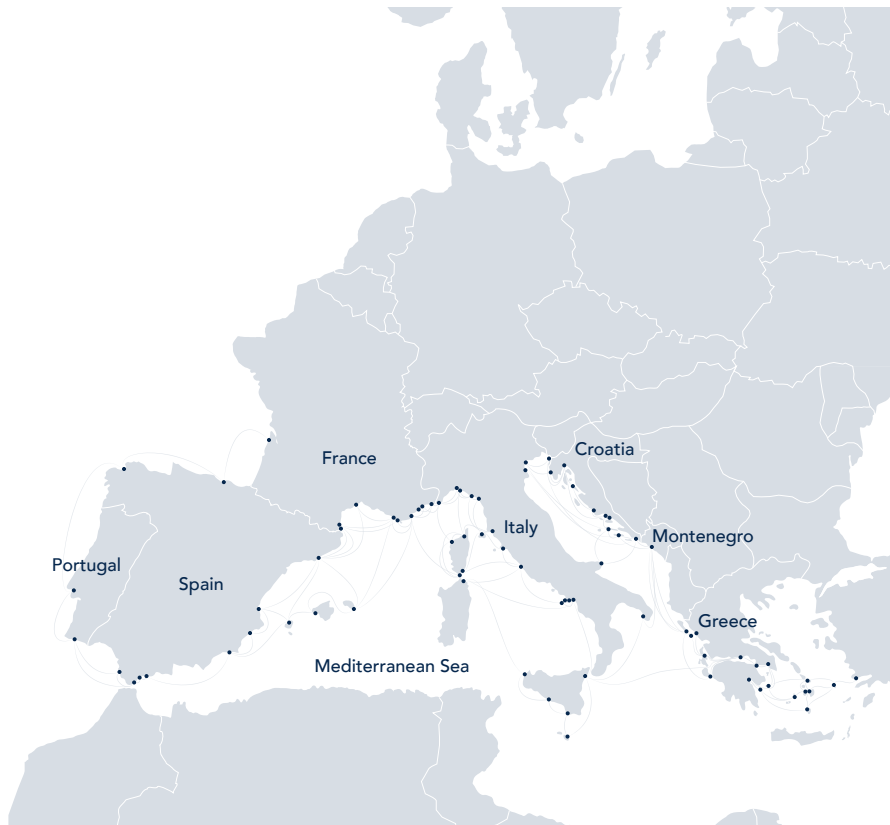 Croatia
France
Italy
Montenegro
Portugal
Spain
Greece
Mediterranean Sea